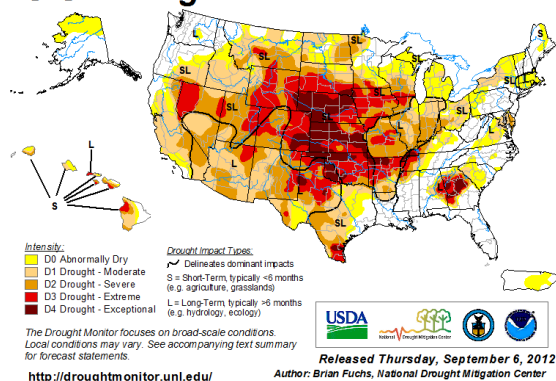 L
SL
SL
SL
SL
L
SL
SL
S
L
SL
L
L
SL
L
S
Intensity:
D0 Abnormally Dry
D1 Drought - Moderate
D2 Drought - Severe
D3 Drought - Extreme
D4 Drought - Exceptional
Drought Impact Types:
Delineates dominant impacts
S = Short-Term, typically <6 months
(e.g. agriculture, grasslands)
L = Long-Term, typically >6 months
(e.g. hydrology, ecology)
The Drought Monitor focuses on broad-scale conditions.
Local conditions may vary. See accompanying text summary
for forecast statements.
http://droughtmonitor.unl.edu/
USDA
National Drought Mitigation Center
Released Thursday, September 6, 2012
Author: Brian Fuchs, National Drought Mitigation Center